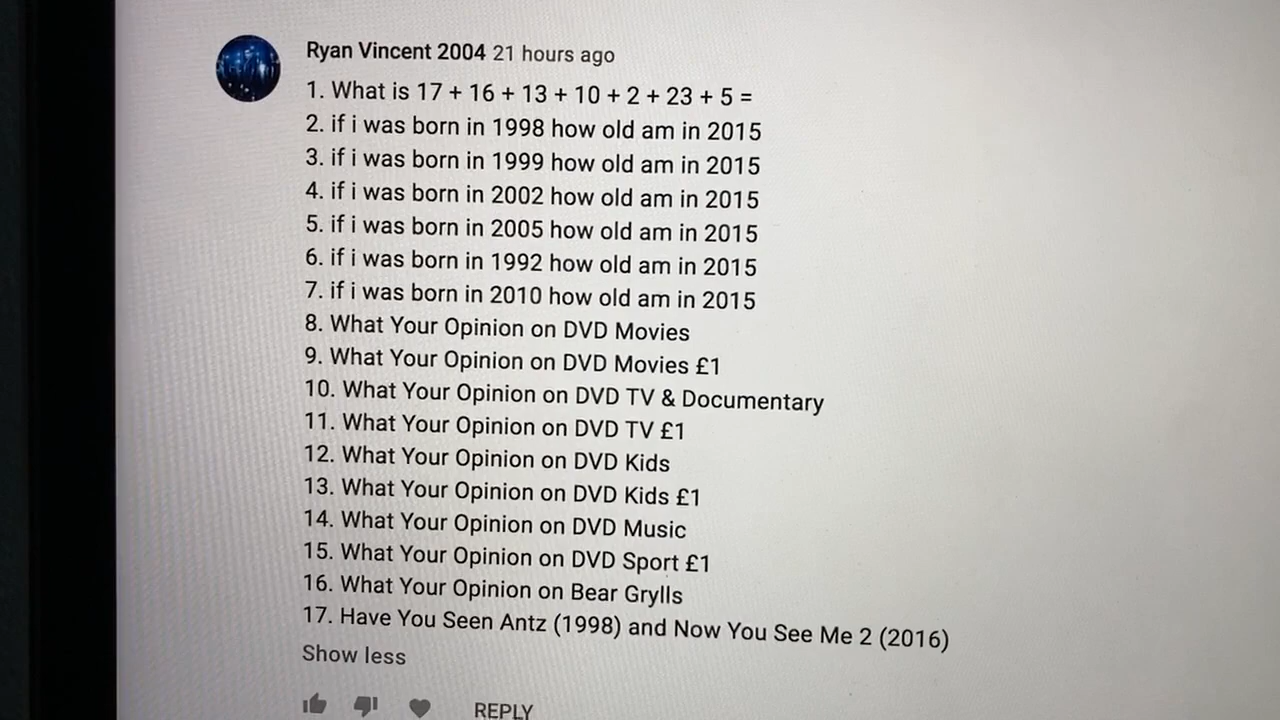 Ryan Vincent 2004 21 hours ago
1. What is 17 + 16 + 13 + 10 + 2 + 23 + 5 =
2. if i was born in 1998 how old am in 2015
3. if i was born in 1999 how old am in 2015
4. if i was born in 2002 how old am in 2015
5. if i was born in 2005 how old am in 2015
6. if i was born in 1992 how old am in 2015
7. if i was born in 2010 how old am in 2015
8. What Your Opinion on DVD Movies
9. What Your Opinion on DVD Movies £1
10. What Your Opinion on DVD TV & Documentary
11. What Your Opinion on DVD TV £1
12. What Your Opinion on DVD Kids
13. What Your Opinion on DVD Kids £1
14. What Your Opinion on DVD Music
15. What Your Opinion on DVD Sport £1
16. What Your Opinion on Bear Grylls
17. Have You Seen Antz (1998) and Now You See Me 2 (2016)
Show less
REPLY